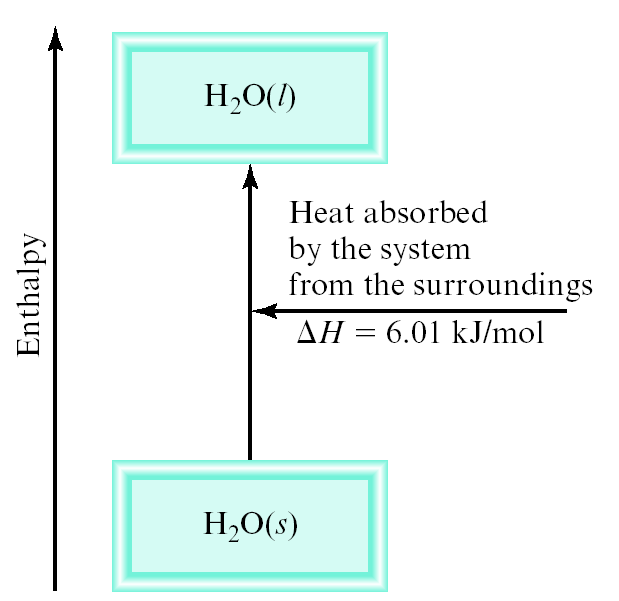 H₂O(l)
Heat absorbed
by the system
from the surroundings
ΔH = 6.01 kJ/mol
Enthalpy
H₂O(s)